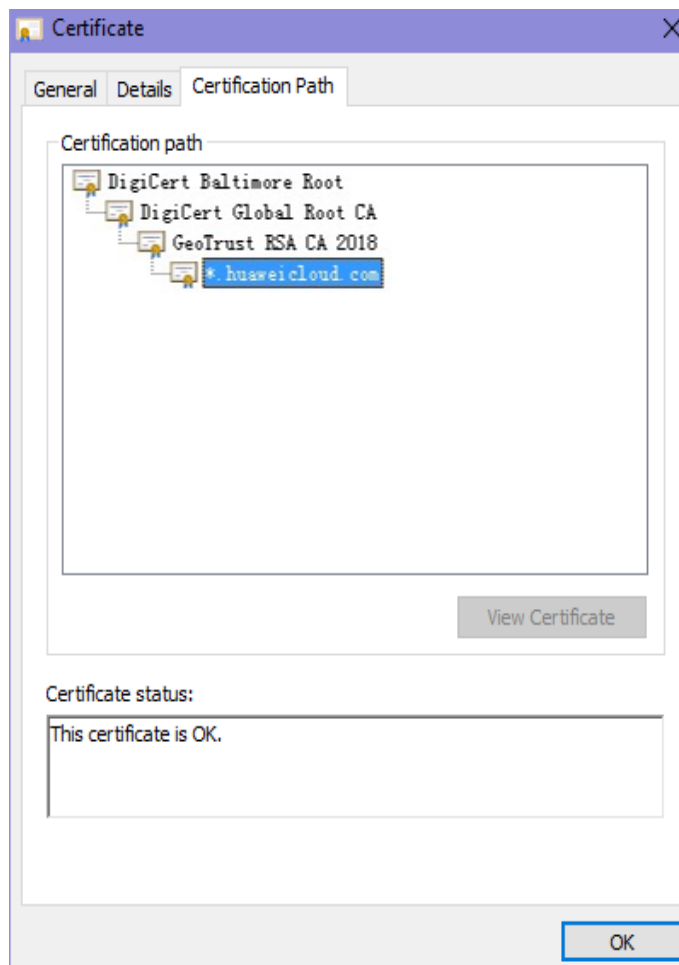 Certificate
General Details Certification Path
Certification path
DigiCert Baltimore Root
DigiCert Global Root CA
GeoTrust RSA CA 2018
*.huaweicloud.com
View Certificate
Certificate status:
This certificate is OK.
OK